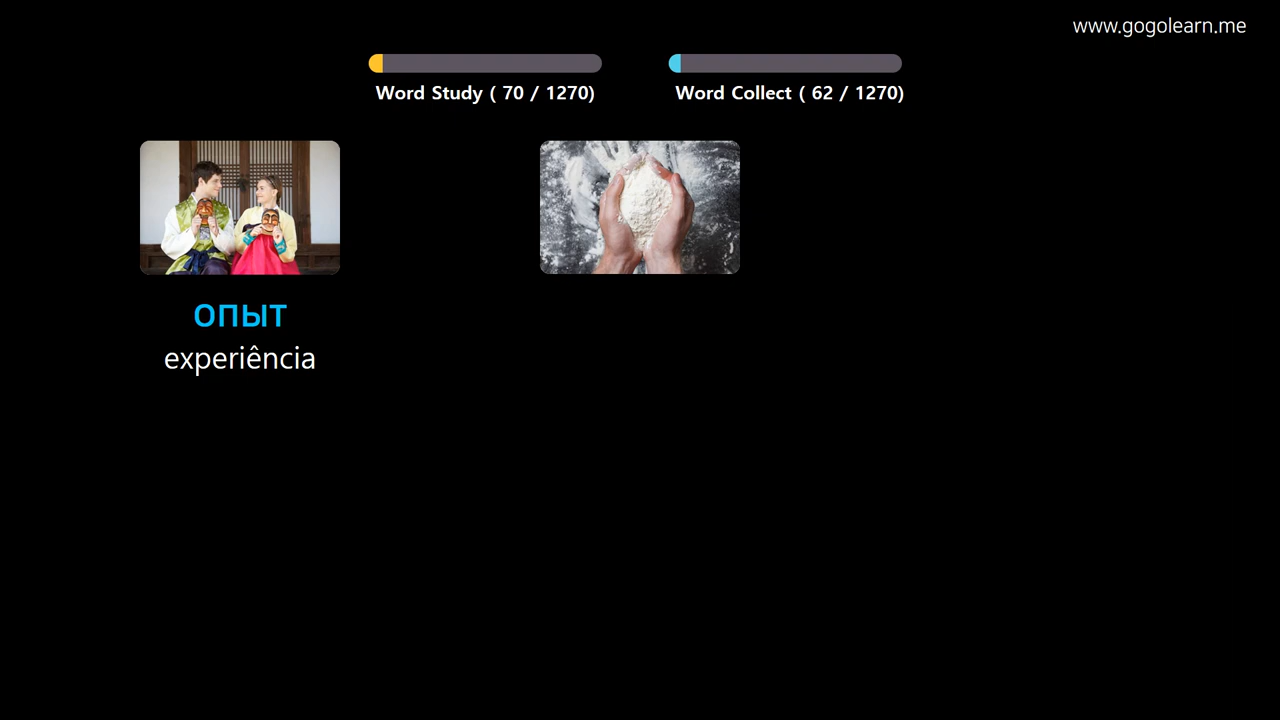 www.gogolearn.me
Word Study ( 70 / 1270)
Word Collect ( 62 / 1270)
опыт
experiência